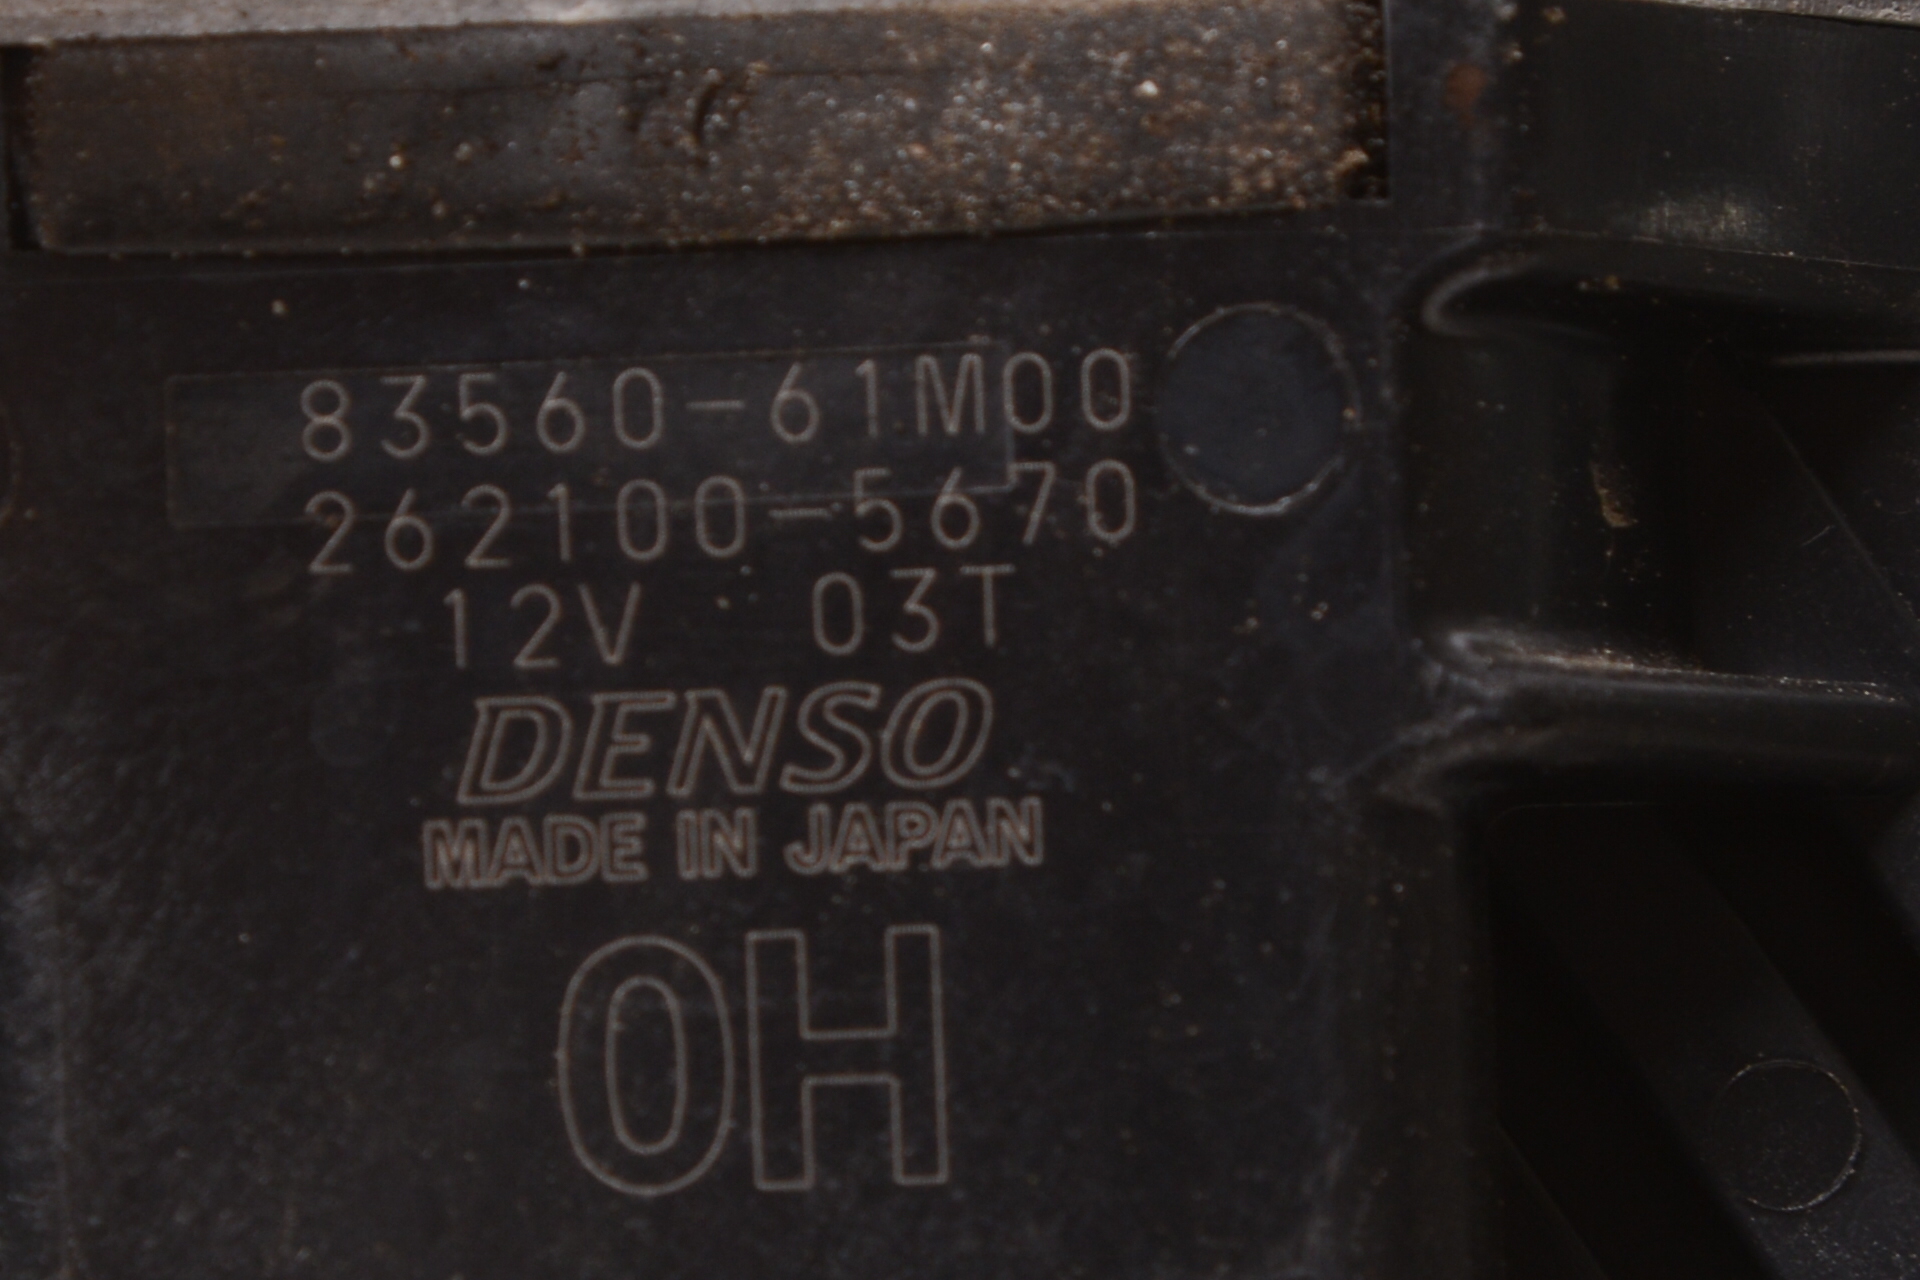 83560-61M00
262100-5670
12V 03T
DENSO
MADE IN JAPAN
0H